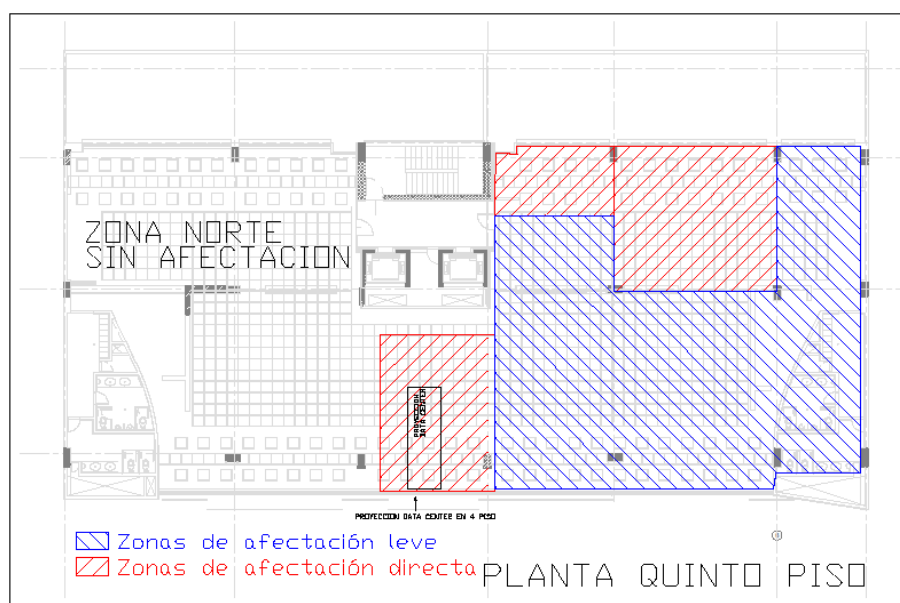 ZONA NORTE
SIN AFECTACION
PROYECCION
DATA CENTER
PROYECCION DATA CENTER EN 4 PISO
Zonas de afectación leve
Zonas de afectación directa
PLANTA QUINTO PISO